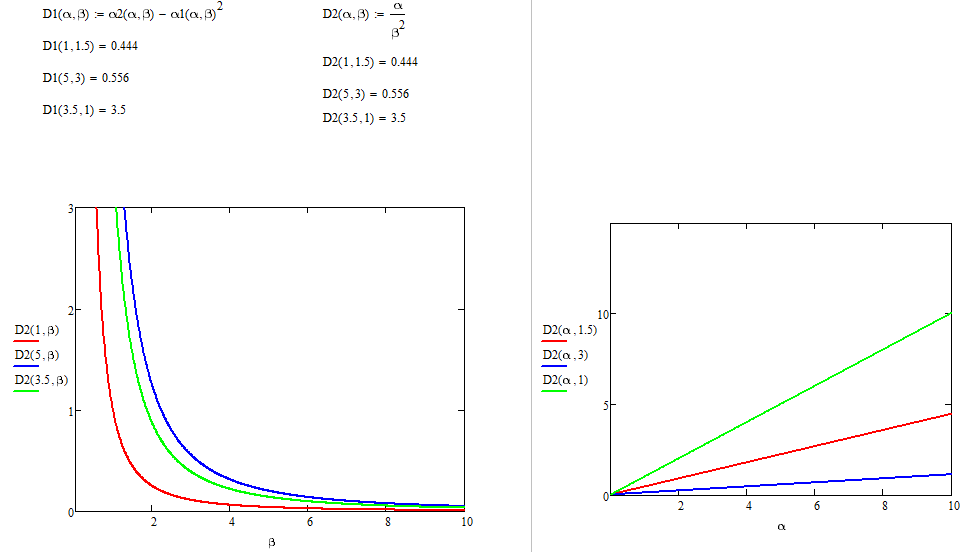 D1(α,β) := α2(α,β) − α1(α,β)²
D1(1,1.5) = 0.444
D1(5,3) = 0.556
D1(3.5,1) = 3.5
D2(α,β) := α/β²
D2(1,1.5) = 0.444
D2(5,3) = 0.556
D2(3.5,1) = 3.5
3
2
1
0
D2(1,β)
D2(5,β)
D2(3.5,β)
2 4 6 8 10
β
10
5
0
D2(α,1.5)
D2(α,3)
D2(α,1)
2 4 6 8 10
α